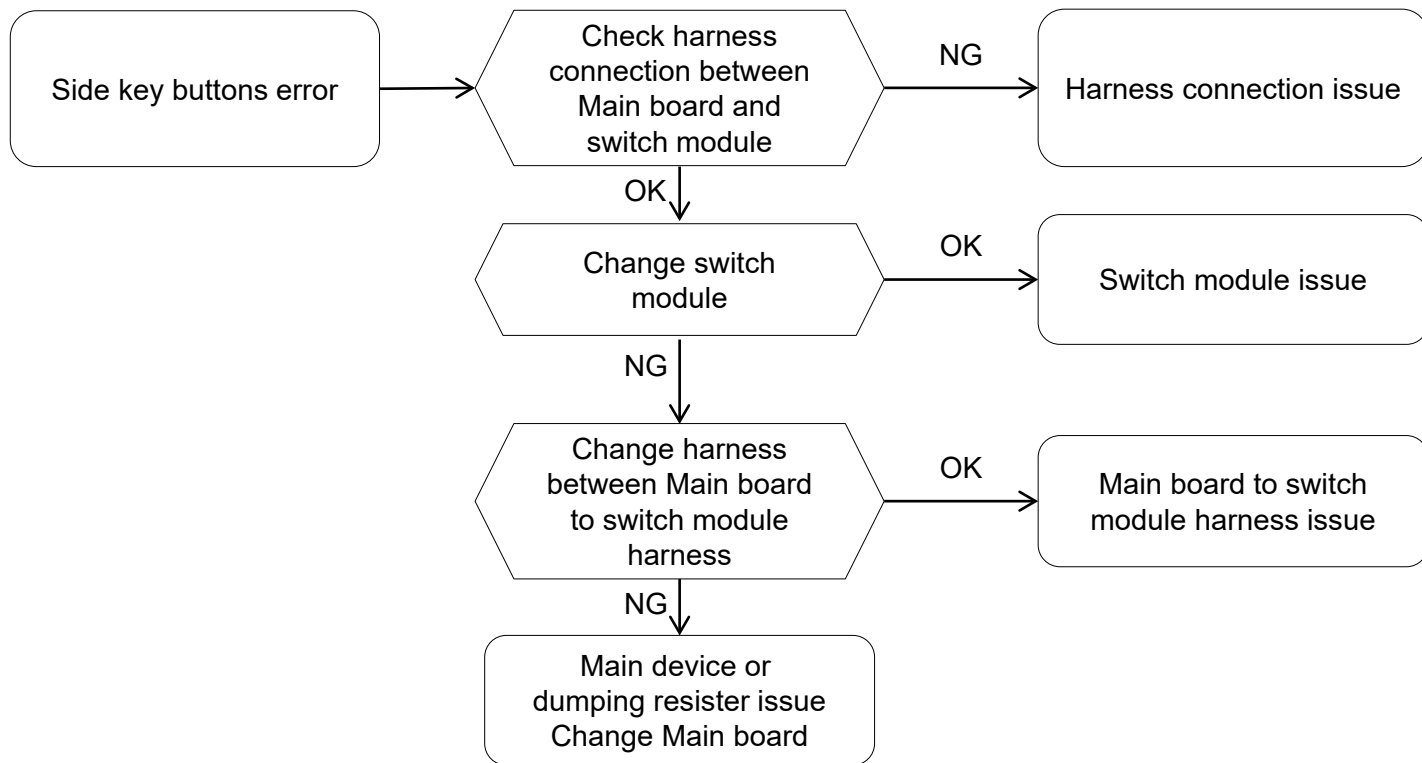 Side key buttons error
Check harness
connection between
Main board and
switch module
NG
Harness connection issue
OK
Change switch
module
OK
Switch module issue
NG
Change harness
between Main board
to switch module
harness
OK
Main board to switch
module harness issue
NG
Main device or
dumping resister issue
Change Main board